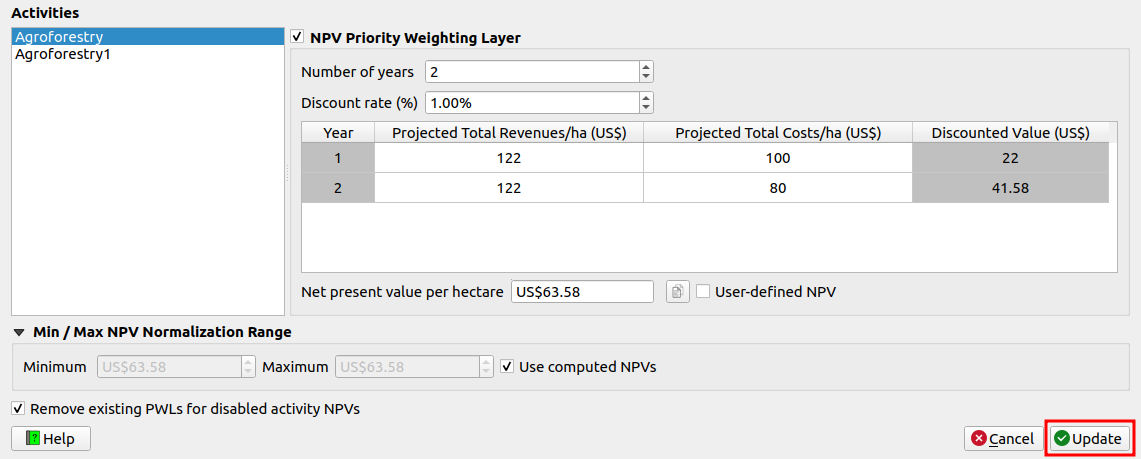 Activities
Agroforestry
Agroforestry1
NPV Priority Weighting Layer
Number of years 2
Discount rate (%) 1.00%
Year Projected Total Revenues/ha (US$) Projected Total Costs/ha (US$) Discounted Value (US$)
1 122 100 22
2 122 80 41.58
Net present value per hectare US$63.58 User-defined NPV
Min / Max NPV Normalization Range
Minimum US$63.58 Maximum US$63.58 Use computed NPVs
Remove existing PWLs for disabled activity NPVs
? Help Cancel Update